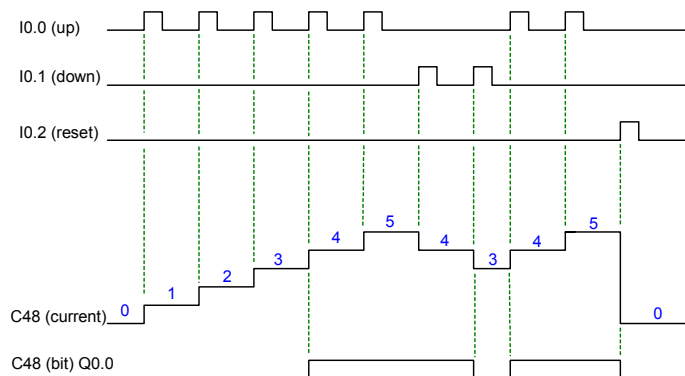 I0.0 (up)
I0.1 (down)
I0.2 (reset)
5
5
4
4
4
3
3
2
1
0
0
C48 (current)
C48 (bit) Q0.0